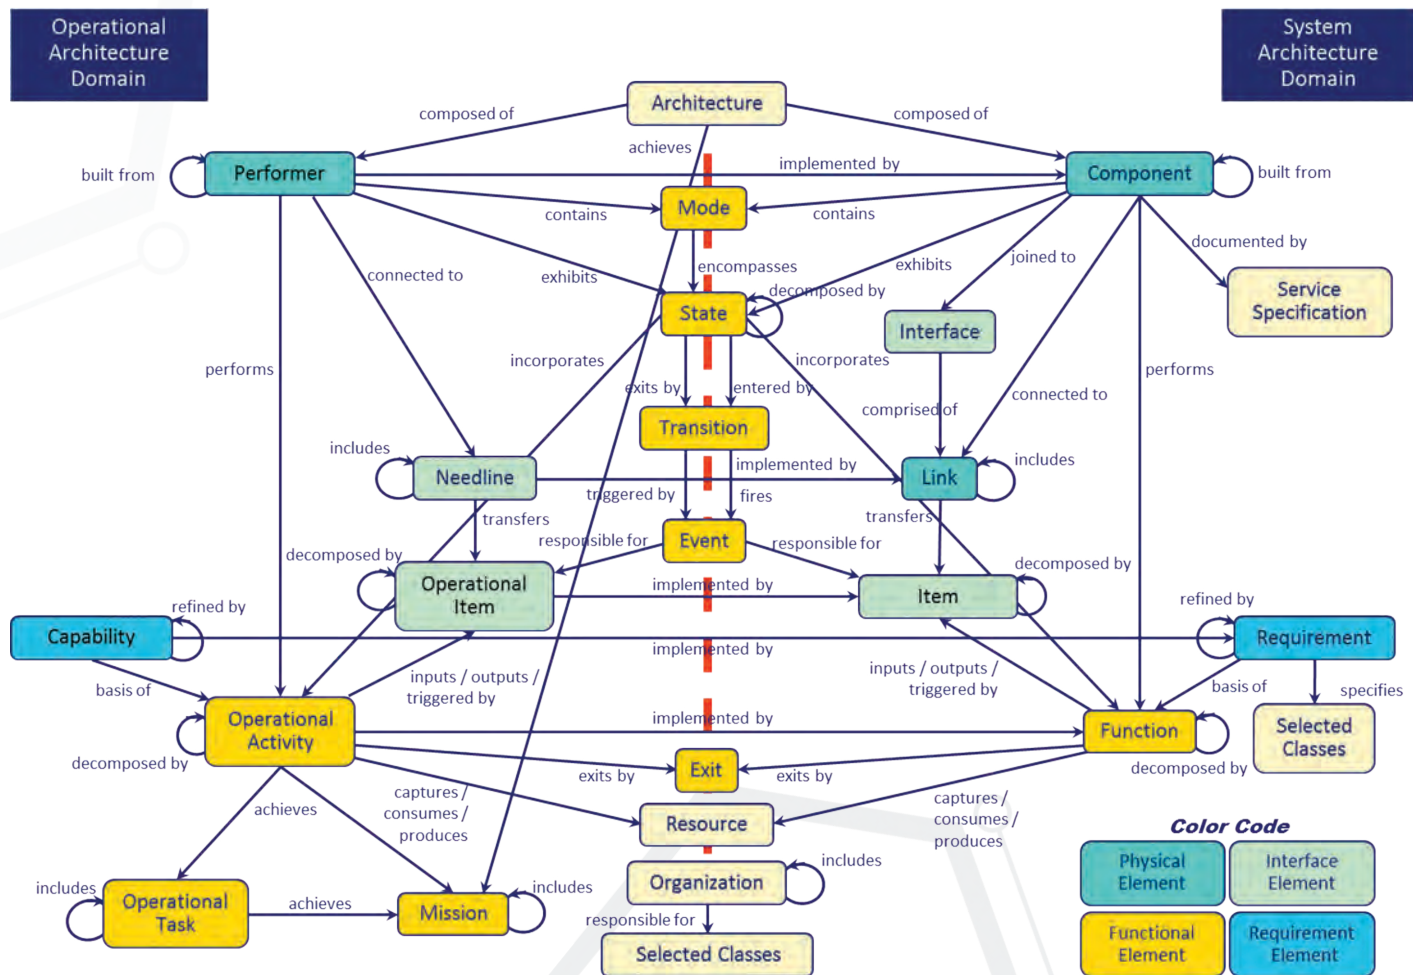 Operational
Architecture
Domain
System
Architecture
Domain
Architecture
composed of
composed of
achieves
built from
Performer
implemented by
Component
built from
contains
Mode
contains
documented by
connected to
exhibits
encompasses
exhibits
joined to
decomposed by
State
Service
Specification
Interface
performs
incorporates
incorporates
performs
exits by
entered by
comprised of
connected to
Transition
includes
Needline
implemented by
Link
includes
triggered by
fires
transfers
transfers
Event
decomposed by
responsible for
responsible for
decomposed by
Operational
Item
implemented by
Item
refined by
refined by
Capability
implemented by
Requirement
basis of
inputs / outputs /
triggered by
inputs / outputs /
triggered by
basis of
specifies
Operational
Activity
implemented by
Function
Selected
Classes
decomposed by
exits by
Exit
exits by
decomposed by
achieves
captures /
consumes /
produces
Resource
captures /
consumes /
produces
Color Code
Physical
Element
Interface
Element
Functional
Element
Requirement
Element
includes
Organization
includes
Operational
Task
achieves
Mission
includes
responsible for
Selected Classes